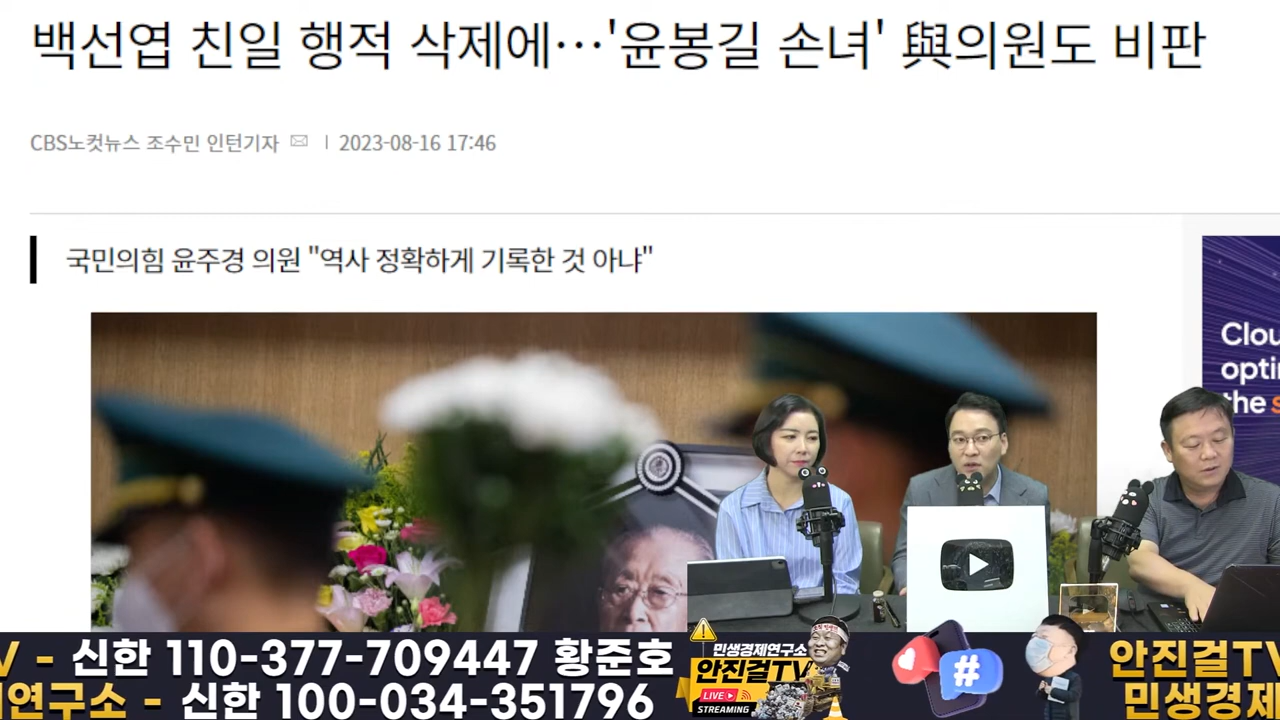 백선엽 친일 행적 삭제에…'윤봉길 손녀' 與의원도 비판
CBS노컷뉴스 조수민 인턴기자 2023-08-16 17:46
국민의힘 윤주경 의원 "역사 정확하게 기록한 것 아냐"
Clou
opti
the s
V - 신한 110-377-709447 황준호
연구소 - 신한 100-034-351796
민생경제연구소
안진걸TV
LIVE
STREAMING
#
안진걸TV
민생경제